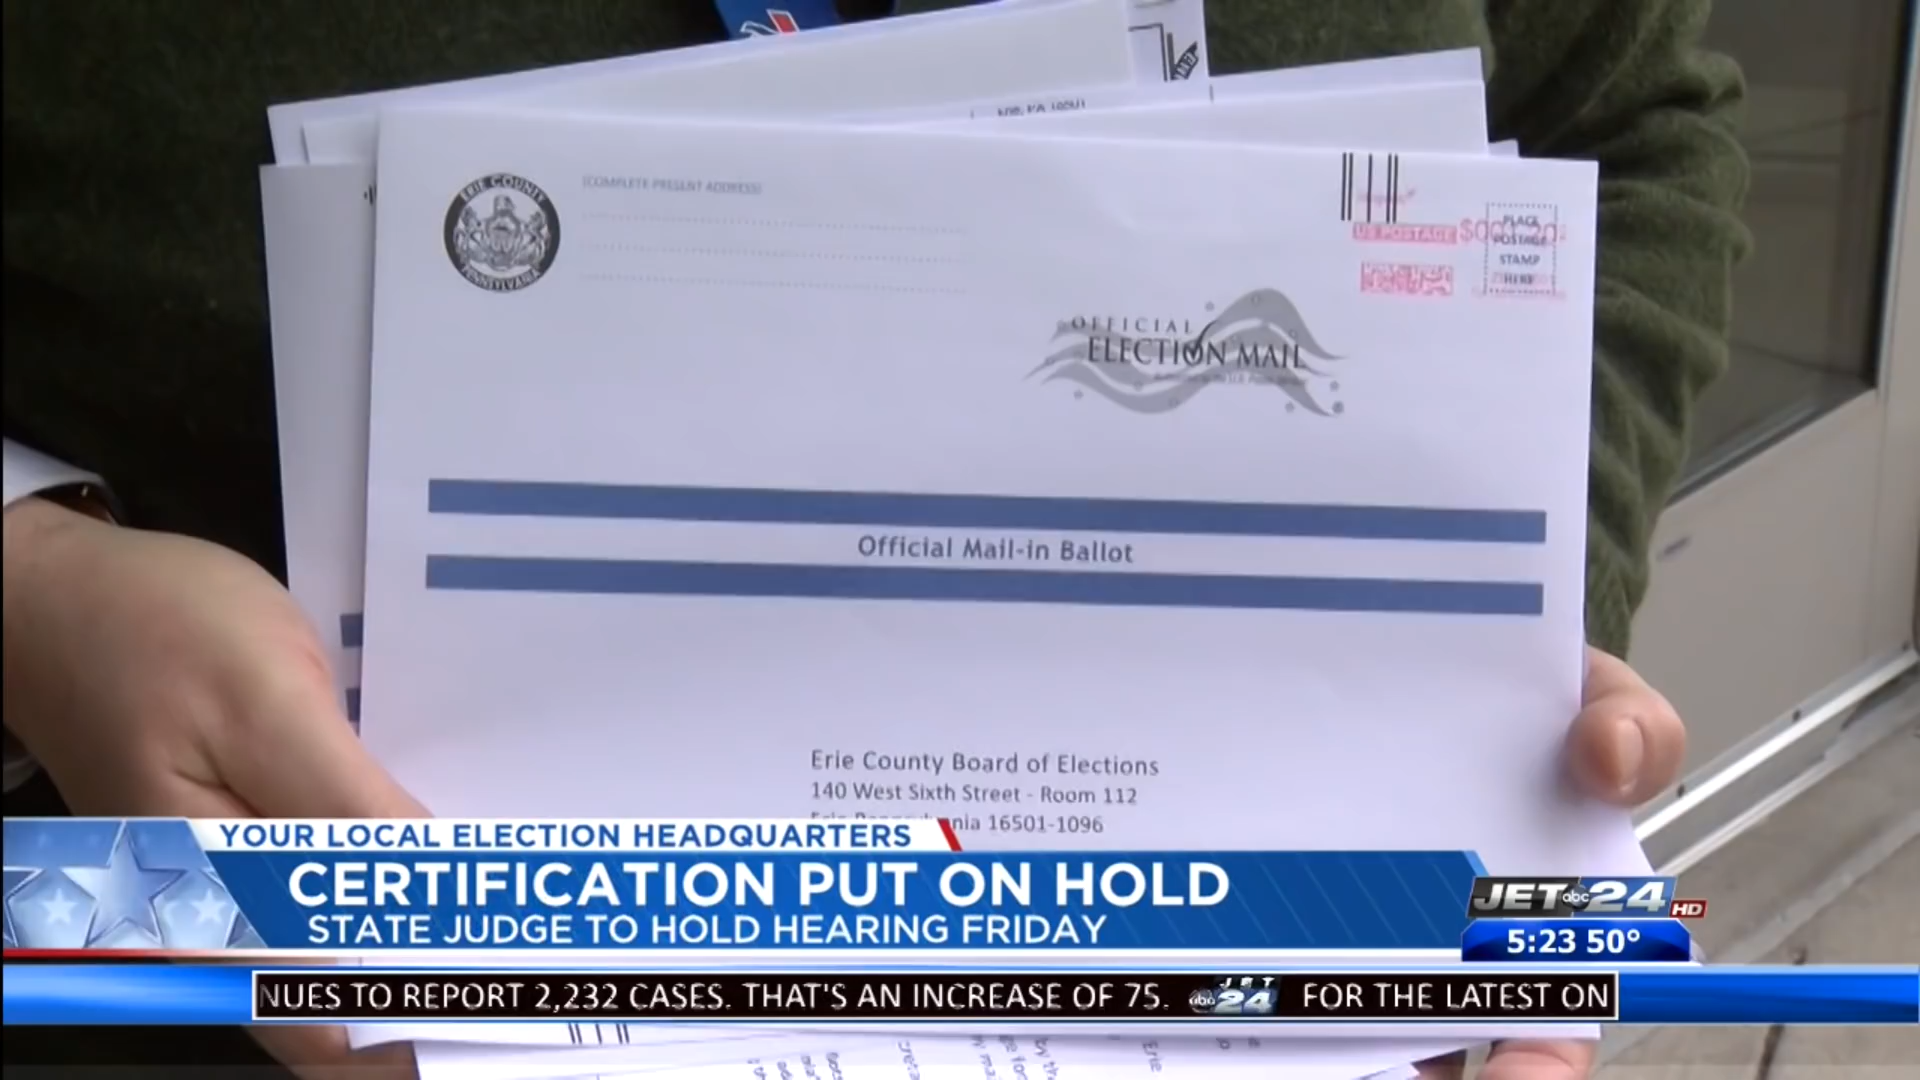 ERIE COUNTY
PENNSYLVANIA
(COMPLETE PRESENT ADDRESS)
US POSTAGE
PLACE
POSTAGE
STAMP
HERE
OFFICIAL
ELECTION MAIL
Official Mail-in Ballot
Erie County Board of Elections
140 West Sixth Street - Room 112
Erie Pennsylvania 16501-1096
YOUR LOCAL ELECTION HEADQUARTERS
CERTIFICATION PUT ON HOLD
STATE JUDGE TO HOLD HEARING FRIDAY
JET abc 24 HD
5:23 50°
NUES TO REPORT 2,232 CASES. THAT'S AN INCREASE OF 75. JET abc 24 FOR THE LATEST ON